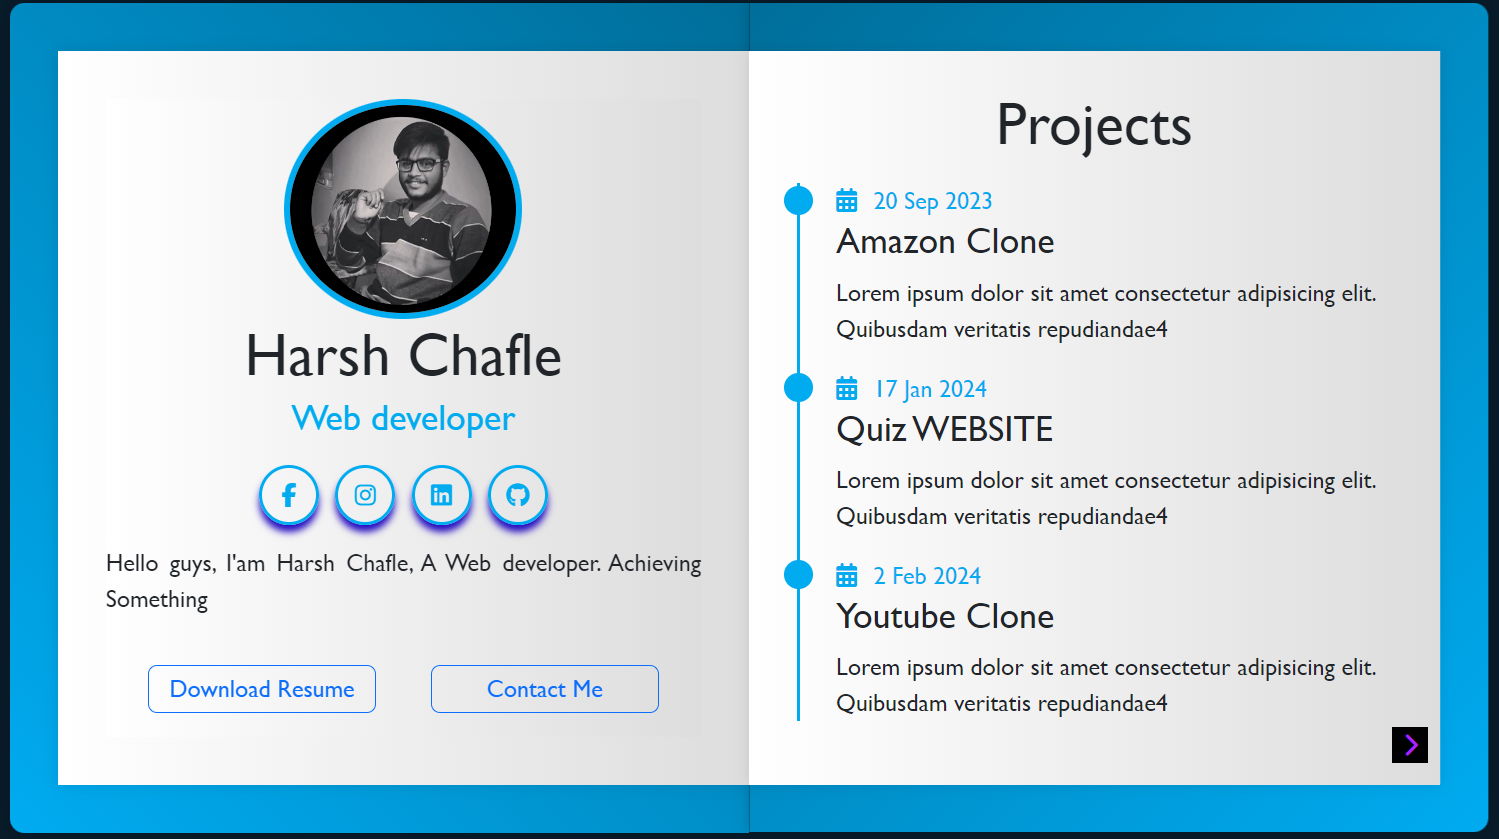 Harsh Chafle
Web developer
Hello guys, I'am Harsh Chafle, A Web developer. Achieving
Something
Download Resume
Contact Me
Projects
20 Sep 2023
Amazon Clone
Lorem ipsum dolor sit amet consectetur adipisicing elit.
Quibusdam veritatis repudiandae4
17 Jan 2024
Quiz WEBSITE
Lorem ipsum dolor sit amet consectetur adipisicing elit.
Quibusdam veritatis repudiandae4
2 Feb 2024
Youtube Clone
Lorem ipsum dolor sit amet consectetur adipisicing elit.
Quibusdam veritatis repudiandae4